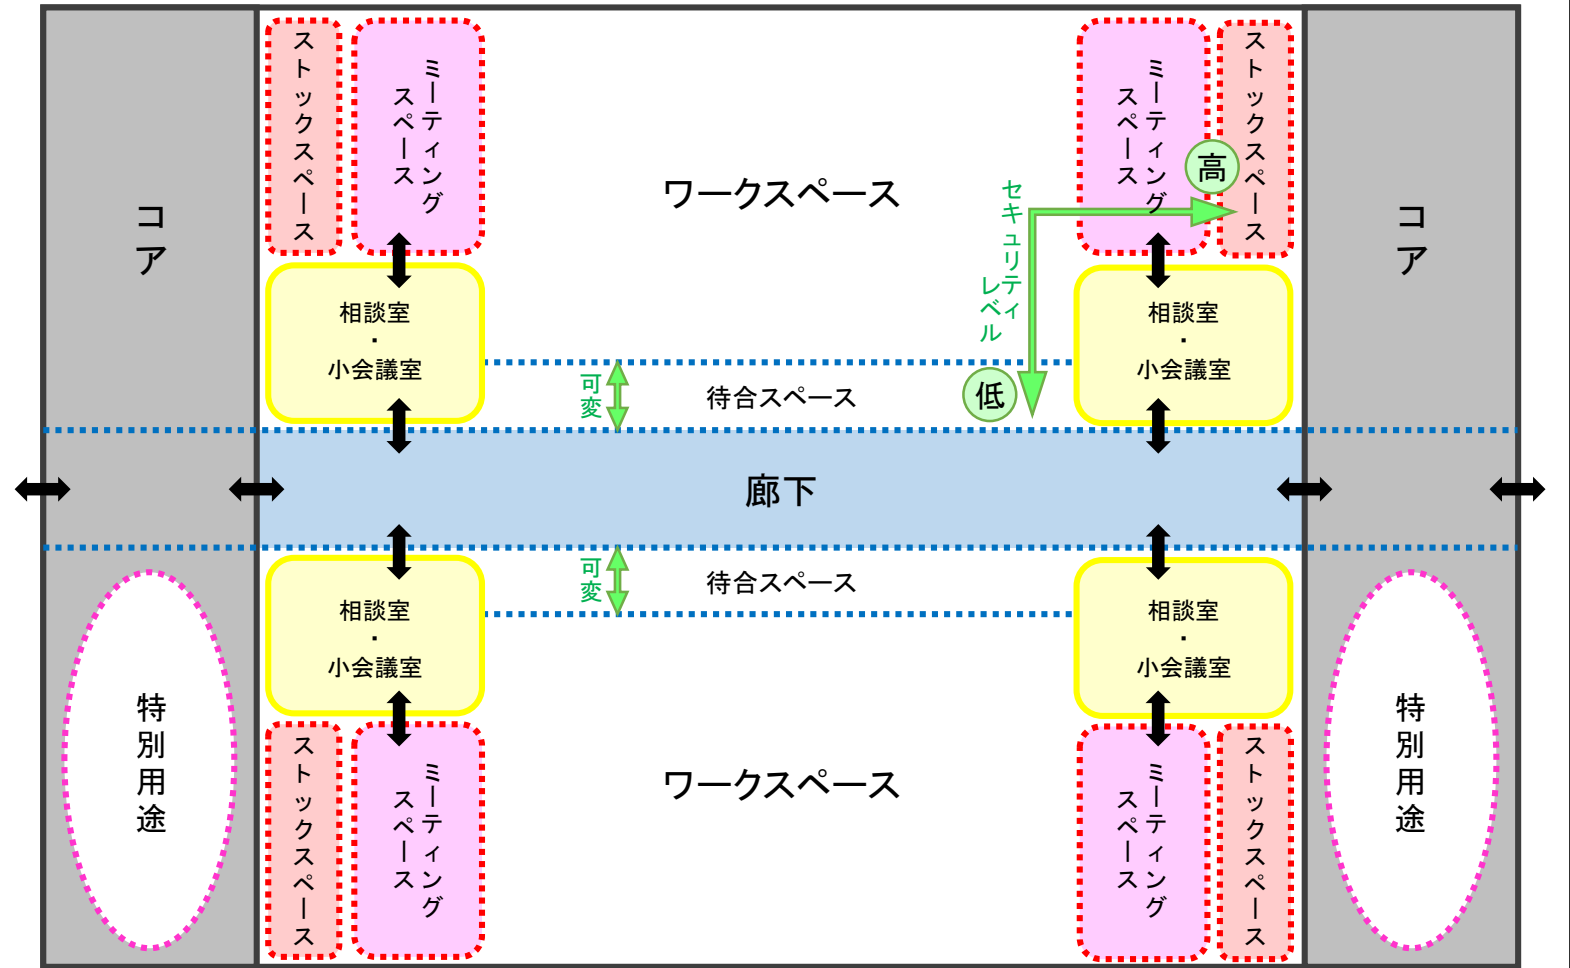 ストックスペース
ミーティング
スペース
ワークスペース
ミーティング
スペース
ストックスペース
高
セキュリティ
レベル
コア
コア
相談室
・
小会議室
相談室
・
小会議室
可変
待合スペース
低
廊下
可変
待合スペース
相談室
・
小会議室
相談室
・
小会議室
特別用途
特別用途
ストックスペース
ミーティング
スペース
ワークスペース
ミーティング
スペース
ストックスペース